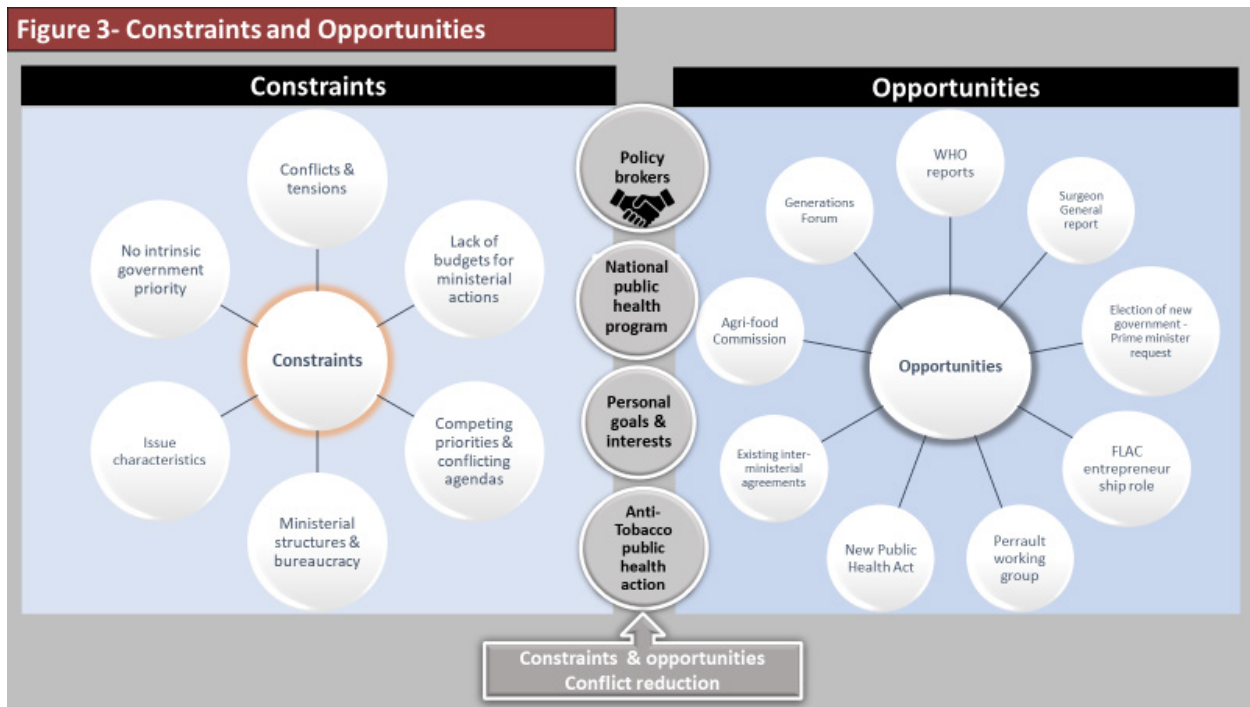 Figure 3- Constraints and Opportunities
Constraints
Conflicts &
tensions
No intrinsic
government
priority
Lack of
budgets for
ministerial
actions
Constraints
Issue
characteristics
Competing
priorities &
conflicting
agendas
Ministerial
structures &
bureaucracy
Policy
brokers
National
public
health
program
Personal
goals &
interests
Anti-
Tobacco
public
health
action
Opportunities
WHO
reports
Generations
Forum
Surgeon
General
report
Agri-food
Commission
Election of new
government -
Prime minister
request
Opportunities
Existing inter-
ministerial
agreements
FLAC
entrepreneur
ship role
New Public
Health Act
Perrault
working
group
Constraints & opportunities
Conflict reduction